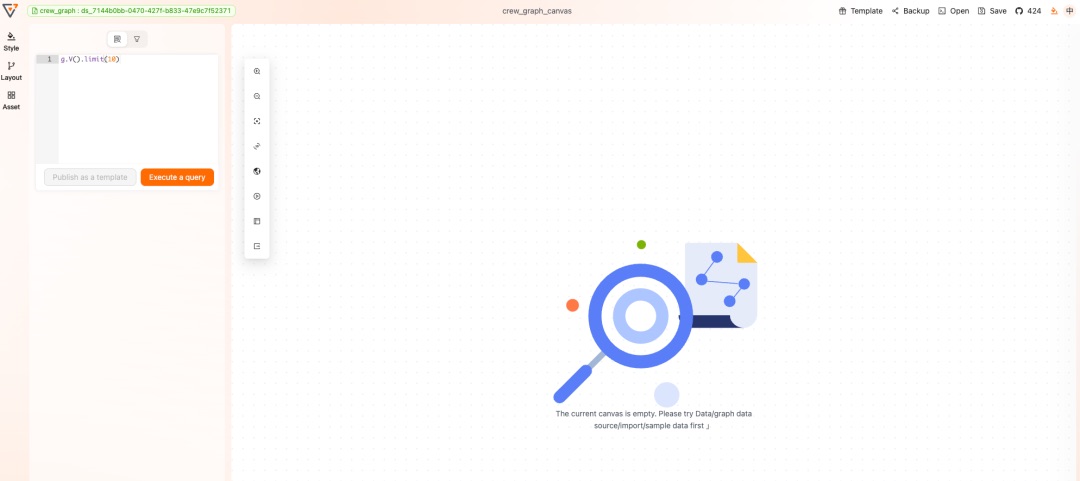 crew_graph : ds_7144b0bb-0470-427f-b833-47e9c7f52371
crew_graph_canvas
Template
Backup
Open
Save
424
中
Style
Layout
Asset
1 g.V().limit(10)
Publish as a template
Execute a query
The current canvas is empty. Please try Data/graph data
source/import/sample data first 」